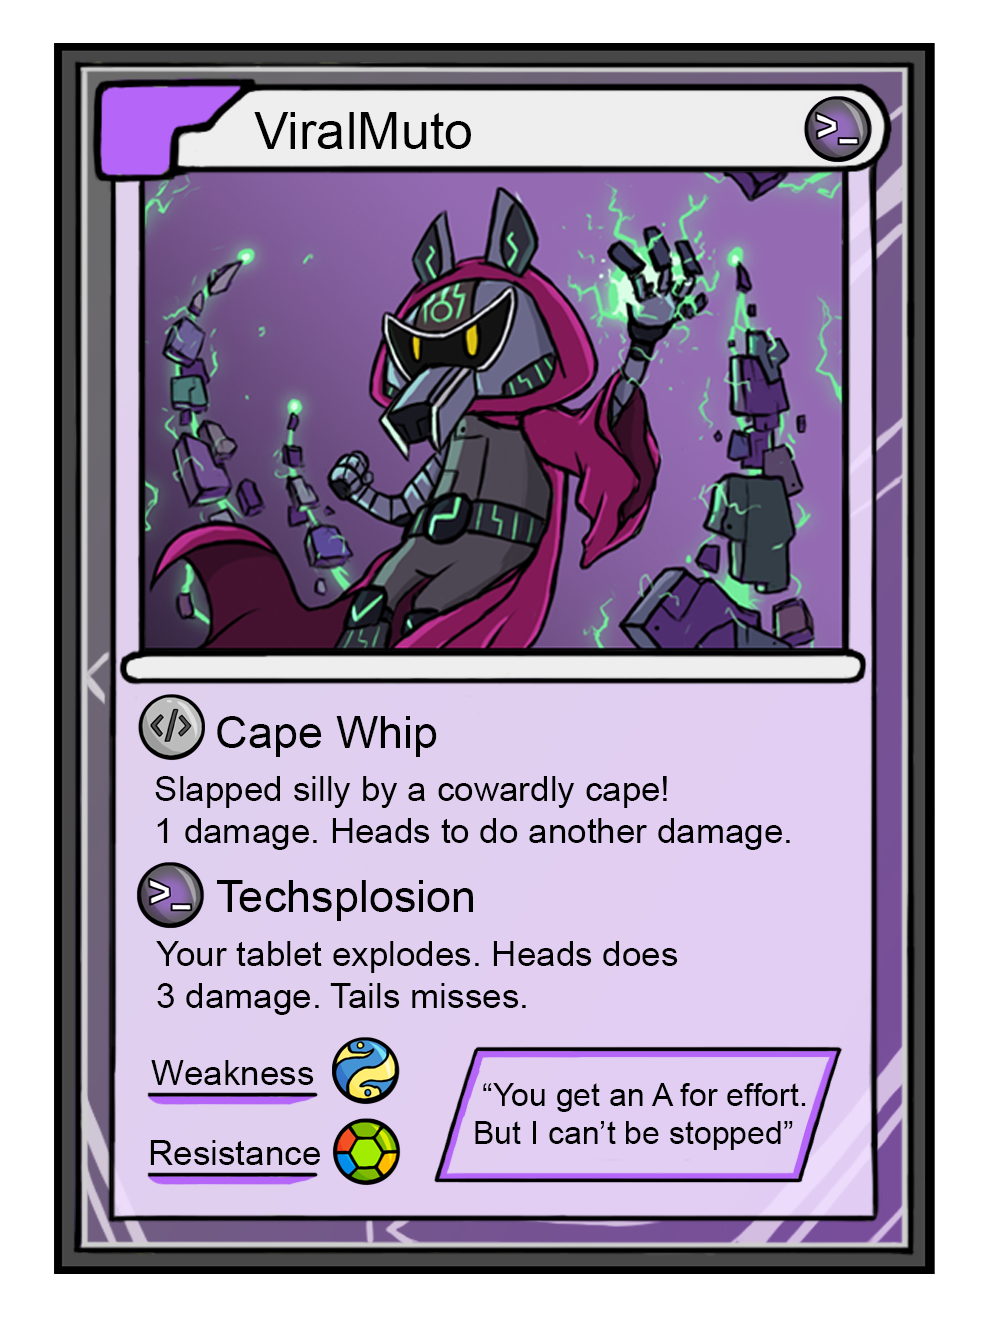 ViralMuto
>_
</> Cape Whip
Slapped silly by a cowardly cape!
1 damage. Heads to do another damage.
>_ Techsplosion
Your tablet explodes. Heads does
3 damage. Tails misses.
Weakness
Resistance
“You get an A for effort.
But I can’t be stopped”